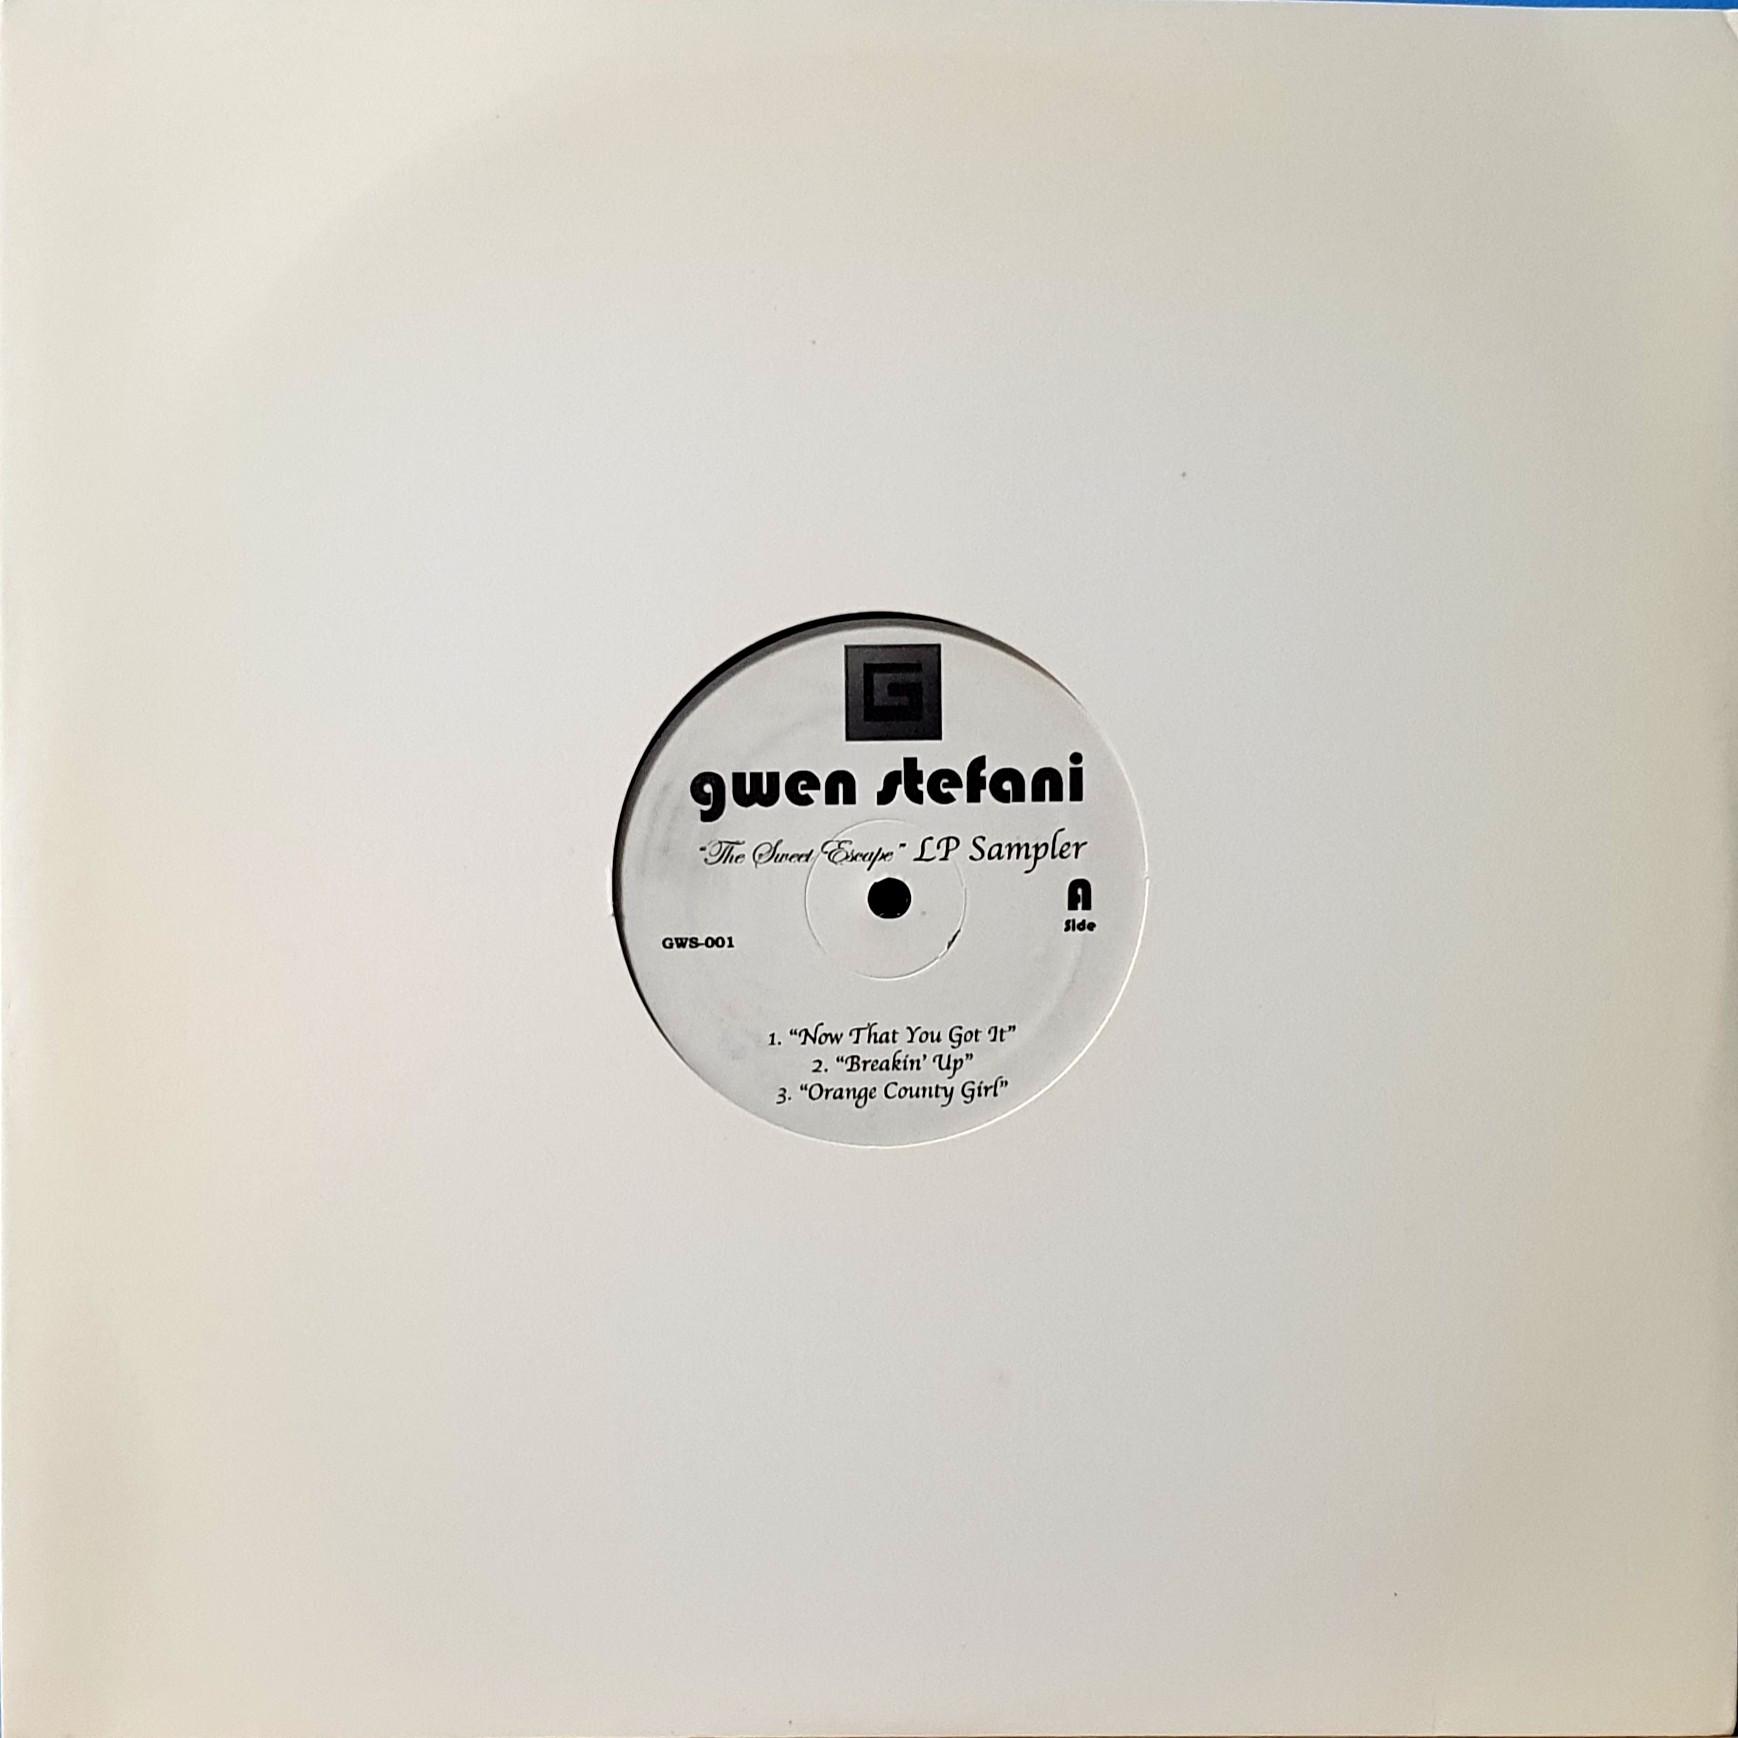 G
gwen stefani
"The Sweet Escape" LP Sampler
A
Side
GWS-001
1. “Now That You Got It”
2. “Breakin’ Up”
3. “Orange County Girl”